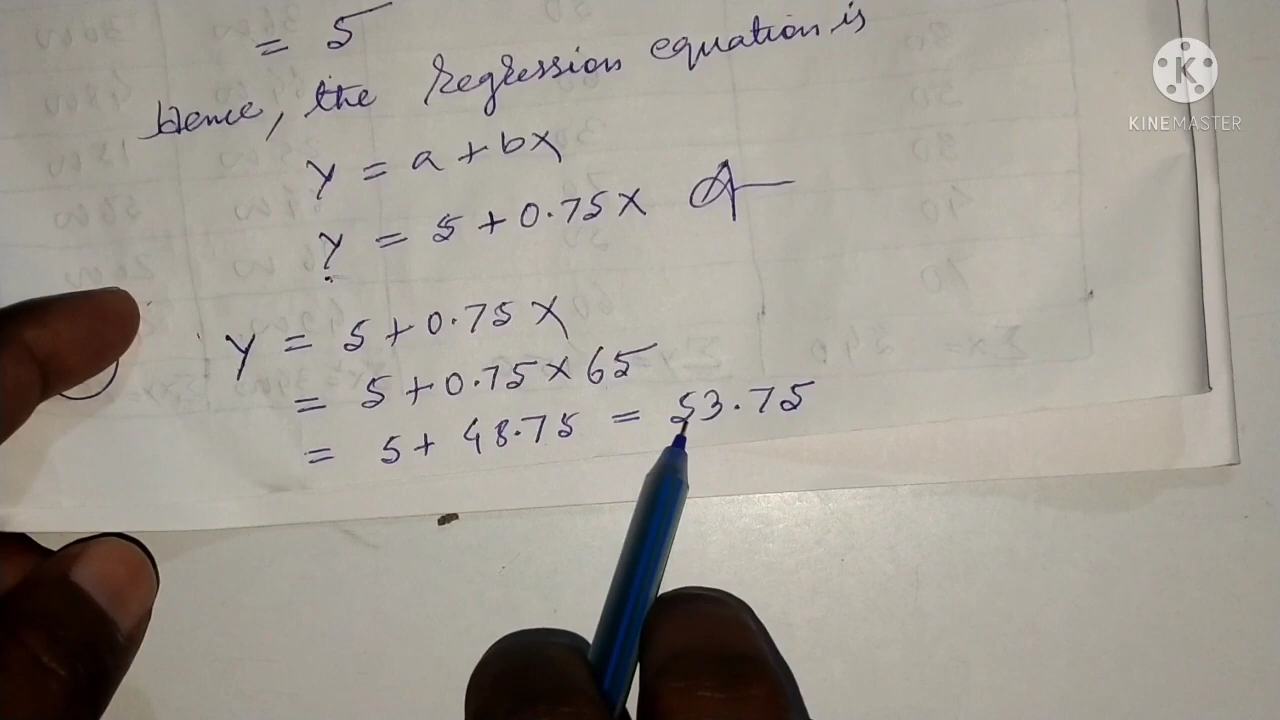 = 5
Hence, the regression equation is
Y = a + bx
Y = 5 + 0.75X
Y = 5 + 0.75X
= 5 + 0.75 × 65
= 5 + 48.75 = 53.75
K
KINEMASTER